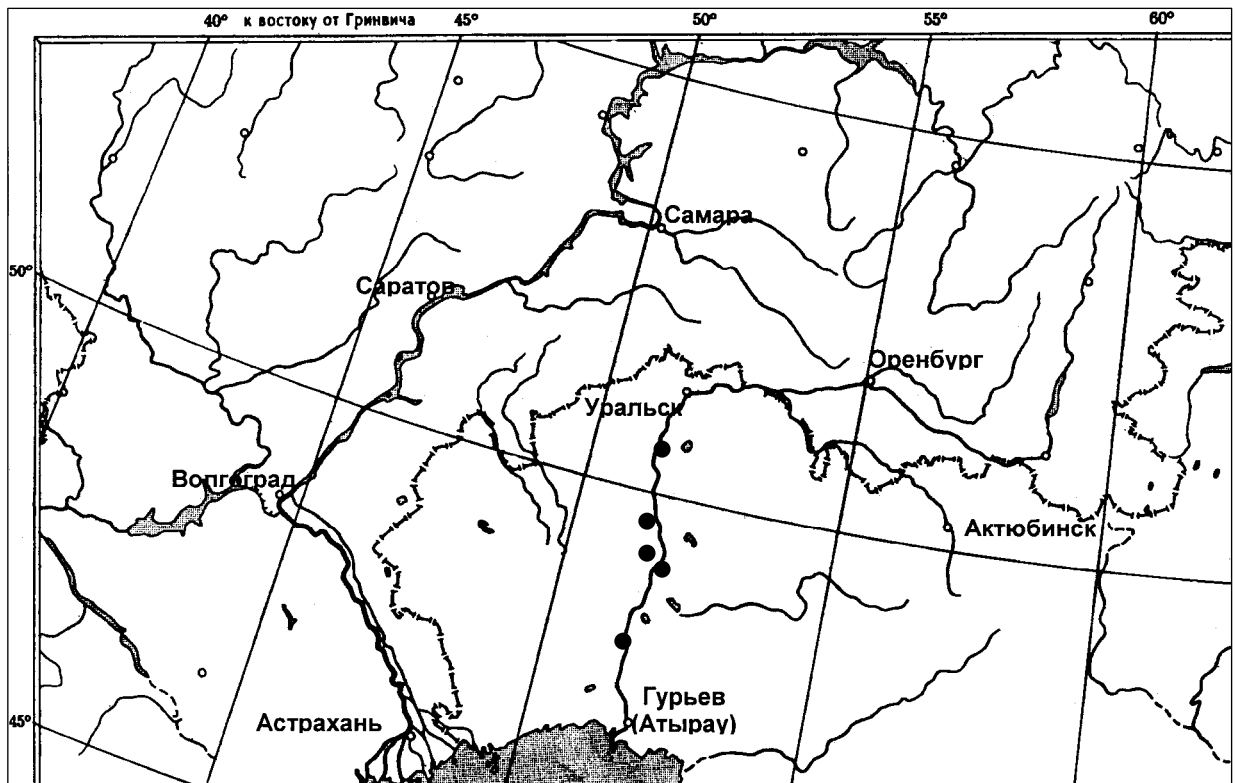 40° к востоку от Гринвича 45° 50° 55° 60°
Самара
50°
Саратов
Оренбург
Уральск
Волгоград
Актюбинск
Гурьев
(Атырау)
Астрахань
45°